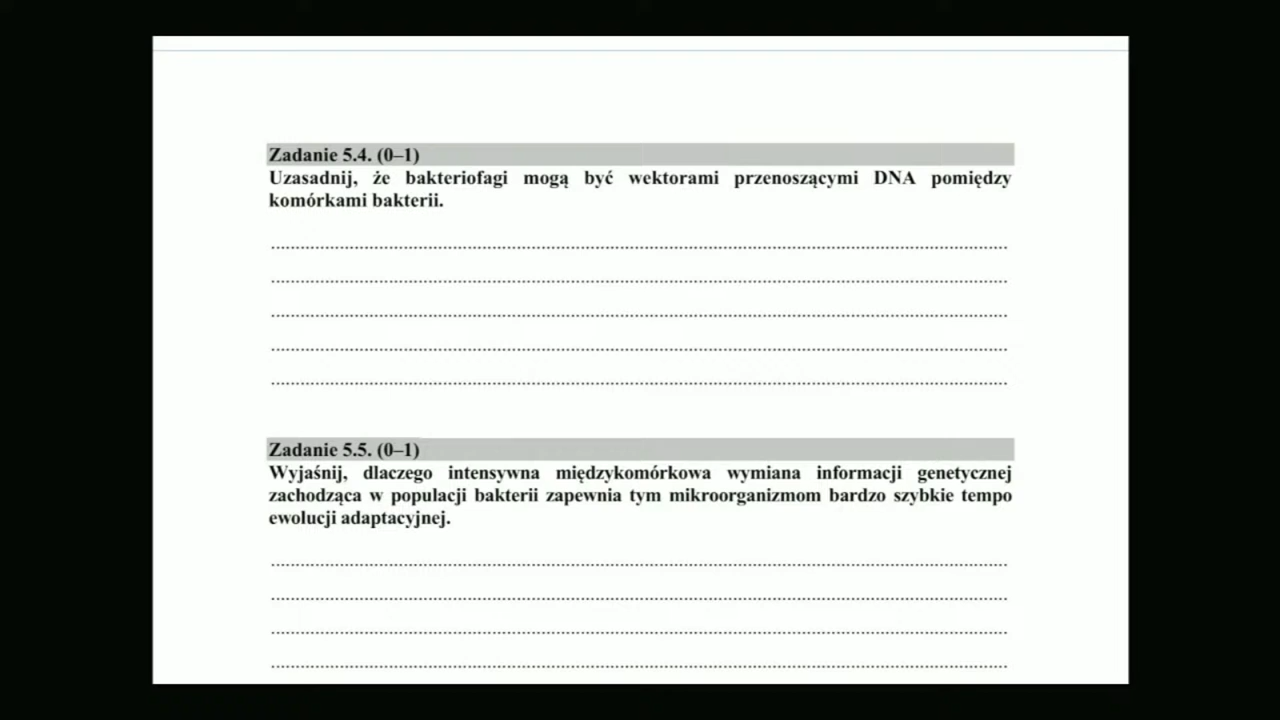 Zadanie 5.4. (0–1)
Uzasadnij, że bakteriofagi mogą być wektorami przenoszącymi DNA pomiędzy
komórkami bakterii.
Zadanie 5.5. (0–1)
Wyjaśnij, dlaczego intensywna międzykomórkowa wymiana informacji genetycznej
zachodząca w populacji bakterii zapewnia tym mikroorganizmom bardzo szybkie tempo
ewolucji adaptacyjnej.